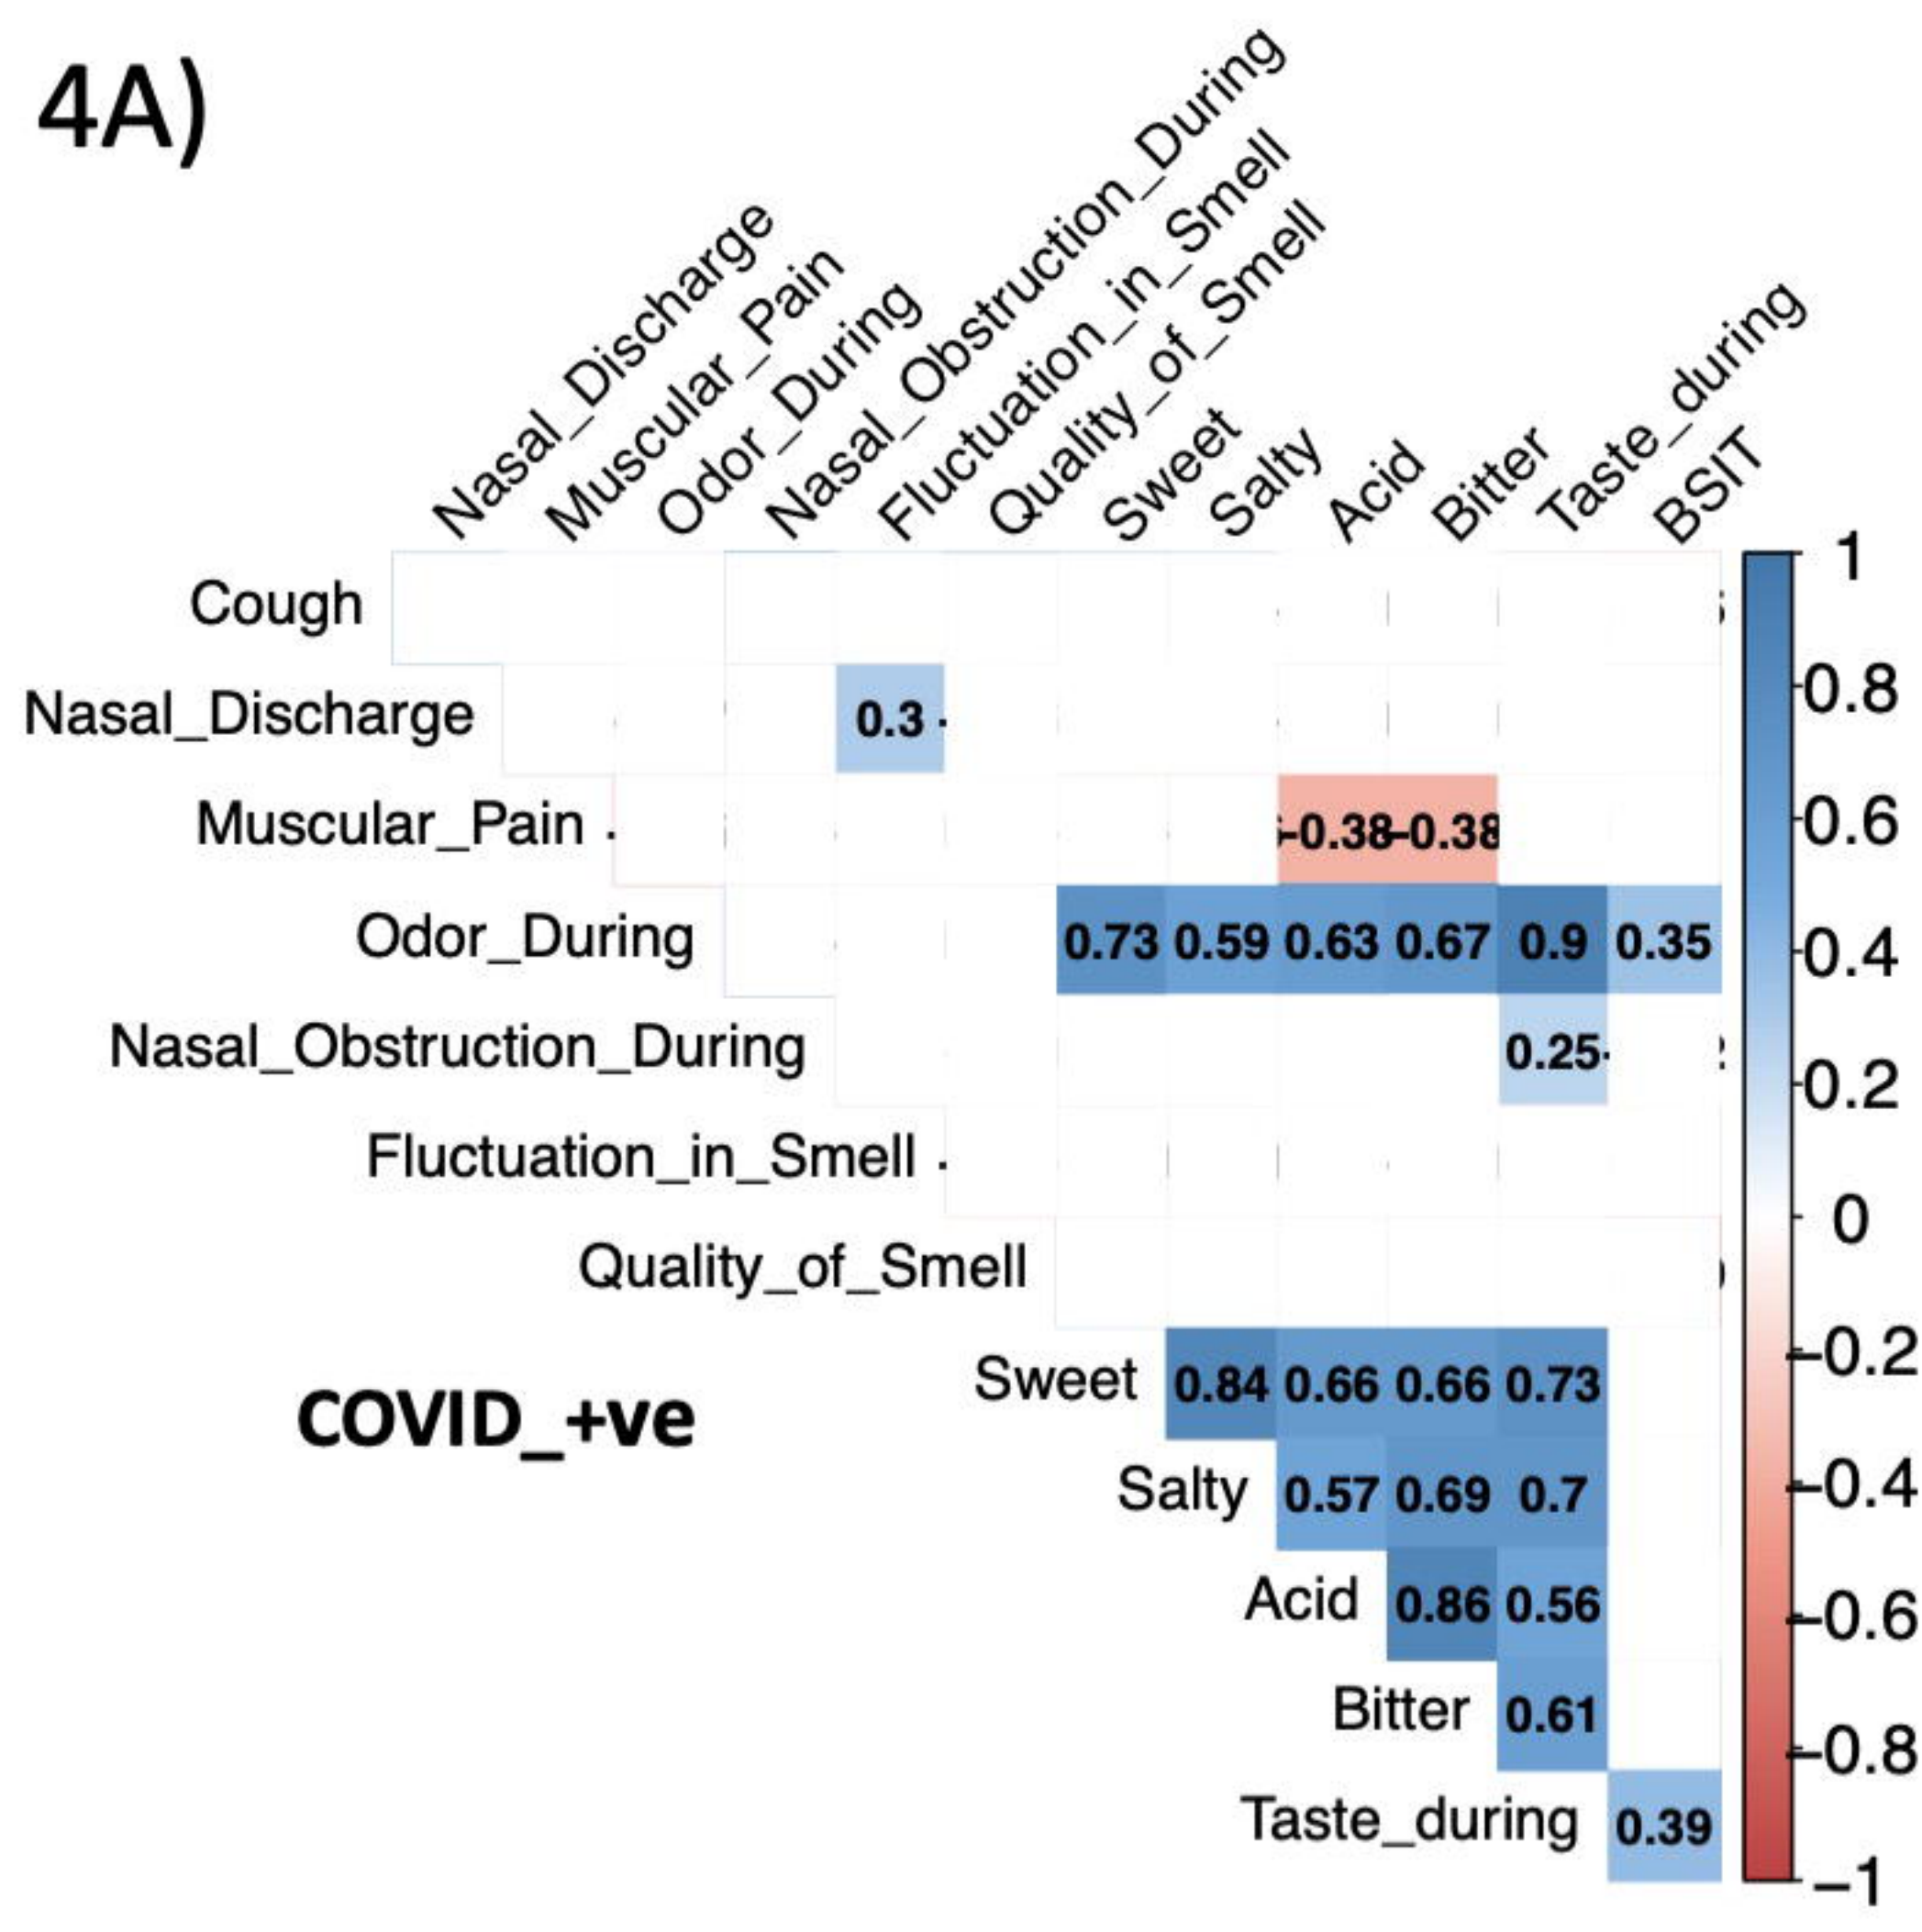 4A)
Nasal_Discharge
Muscular_Pain
Odor_During
Nasal_Obstruction_During
Fluctuation_in_Smell
Quality_of_Smell
Sweet
Salty
Acid
Bitter
Taste_during
BSIT
Cough
Nasal_Discharge 0.3
Muscular_Pain -0.38 -0.38
Odor_During 0.73 0.59 0.63 0.67 0.9 0.35
Nasal_Obstruction_During 0.25
Fluctuation_in_Smell
Quality_of_Smell
Sweet 0.84 0.66 0.66 0.73
Salty 0.57 0.69 0.7
Acid 0.86 0.56
Bitter 0.61
Taste_during 0.39
COVID_+ve
1
0.8
0.6
0.4
0.2
0
-0.2
-0.4
-0.6
-0.8
-1